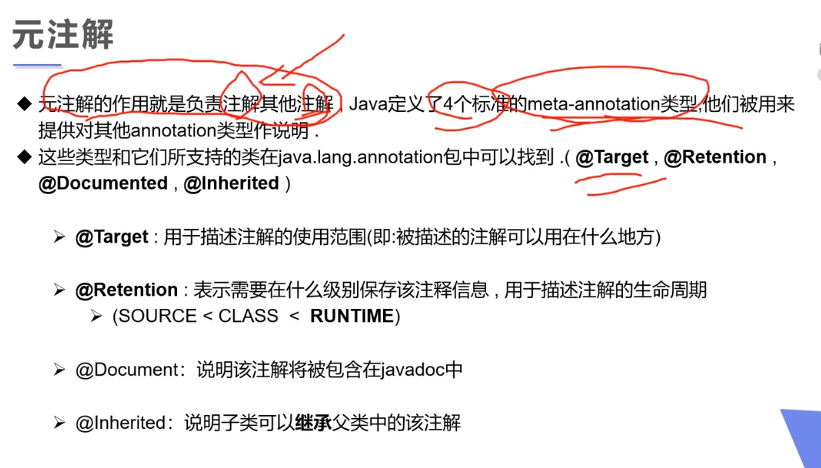 元注解
◆ 元注解的作用就是负责注解其他注解 , Java定义了4个标准的meta-annotation类型,他们被用来
提供对其他annotation类型作说明 .
◆ 这些类型和它们所支持的类在java.lang.annotation包中可以找到 .( @Target , @Retention ,
@Documented , @Inherited )
➢ @Target : 用于描述注解的使用范围(即:被描述的注解可以用在什么地方)
➢ @Retention : 表示需要在什么级别保存该注释信息 , 用于描述注解的生命周期
➢ (SOURCE < CLASS < RUNTIME)
➢ @Document：说明该注解将被包含在javadoc中
➢ @Inherited：说明子类可以继承父类中的该注解